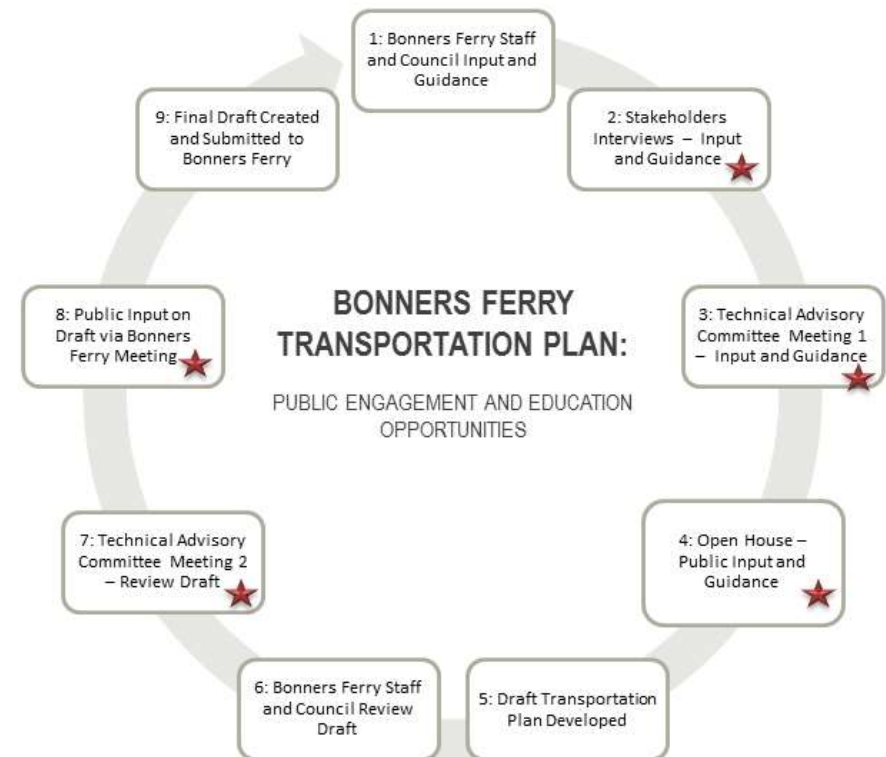 1: Bonners Ferry Staff
and Council Input and
Guidance
2: Stakeholders
Interviews – Input
and Guidance
3: Technical Advisory
Committee Meeting 1
– Input and Guidance
4: Open House –
Public Input and
Guidance
5: Draft Transportation
Plan Developed
6: Bonners Ferry Staff
and Council Review
Draft
7: Technical Advisory
Committee Meeting 2
– Review Draft
8: Public Input on
Draft via Bonners
Ferry Meeting
9: Final Draft Created
and Submitted to
Bonners Ferry
BONNERS FERRY
TRANSPORTATION PLAN:
PUBLIC ENGAGEMENT AND EDUCATION
OPPORTUNITIES